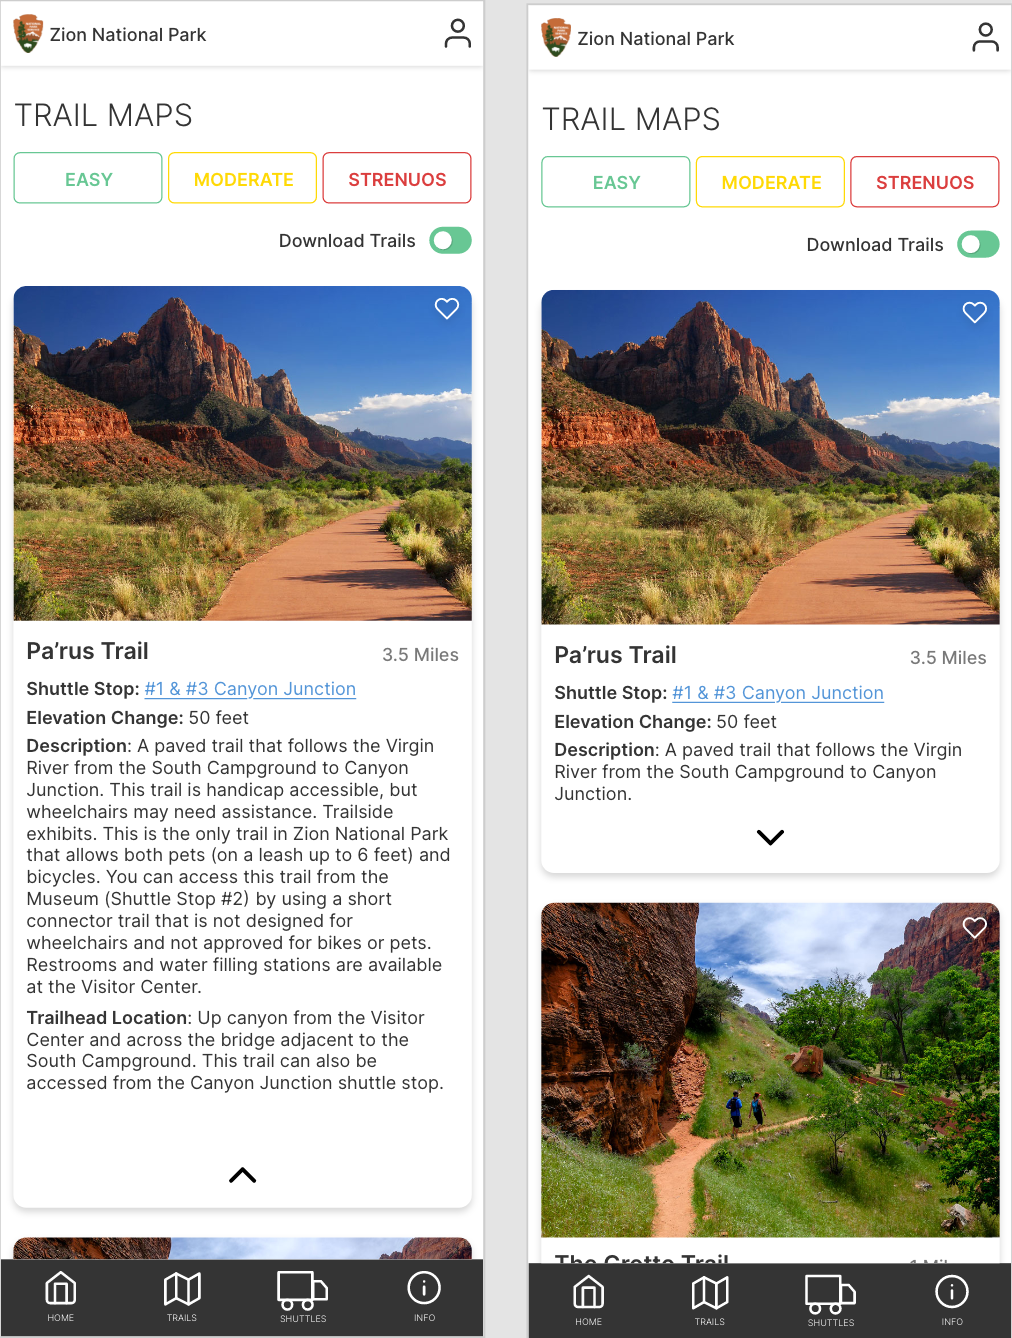 Zion National Park
TRAIL MAPS
EASY
MODERATE
STRENUOS
Download Trails
Pa’rus Trail
3.5 Miles
Shuttle Stop: #1 & #3 Canyon Junction
Elevation Change: 50 feet
Description: A paved trail that follows the Virgin
River from the South Campground to Canyon
Junction. This trail is handicap accessible, but
wheelchairs may need assistance. Trailside
exhibits. This is the only trail in Zion National Park
that allows both pets (on a leash up to 6 feet) and
bicycles. You can access this trail from the
Museum (Shuttle Stop #2) by using a short
connector trail that is not designed for
wheelchairs and not approved for bikes or pets.
Restrooms and water filling stations are available
at the Visitor Center.
Trailhead Location: Up canyon from the Visitor
Center and across the bridge adjacent to the
South Campground. This trail can also be
accessed from the Canyon Junction shuttle stop.
HOME
TRAILS
SHUTTLES
INFO
Zion National Park
TRAIL MAPS
EASY
MODERATE
STRENUOS
Download Trails
Pa’rus Trail
3.5 Miles
Shuttle Stop: #1 & #3 Canyon Junction
Elevation Change: 50 feet
Description: A paved trail that follows the Virgin
River from the South Campground to Canyon
Junction.
The Grotto Trail
1 Mile
HOME
TRAILS
SHUTTLES
INFO